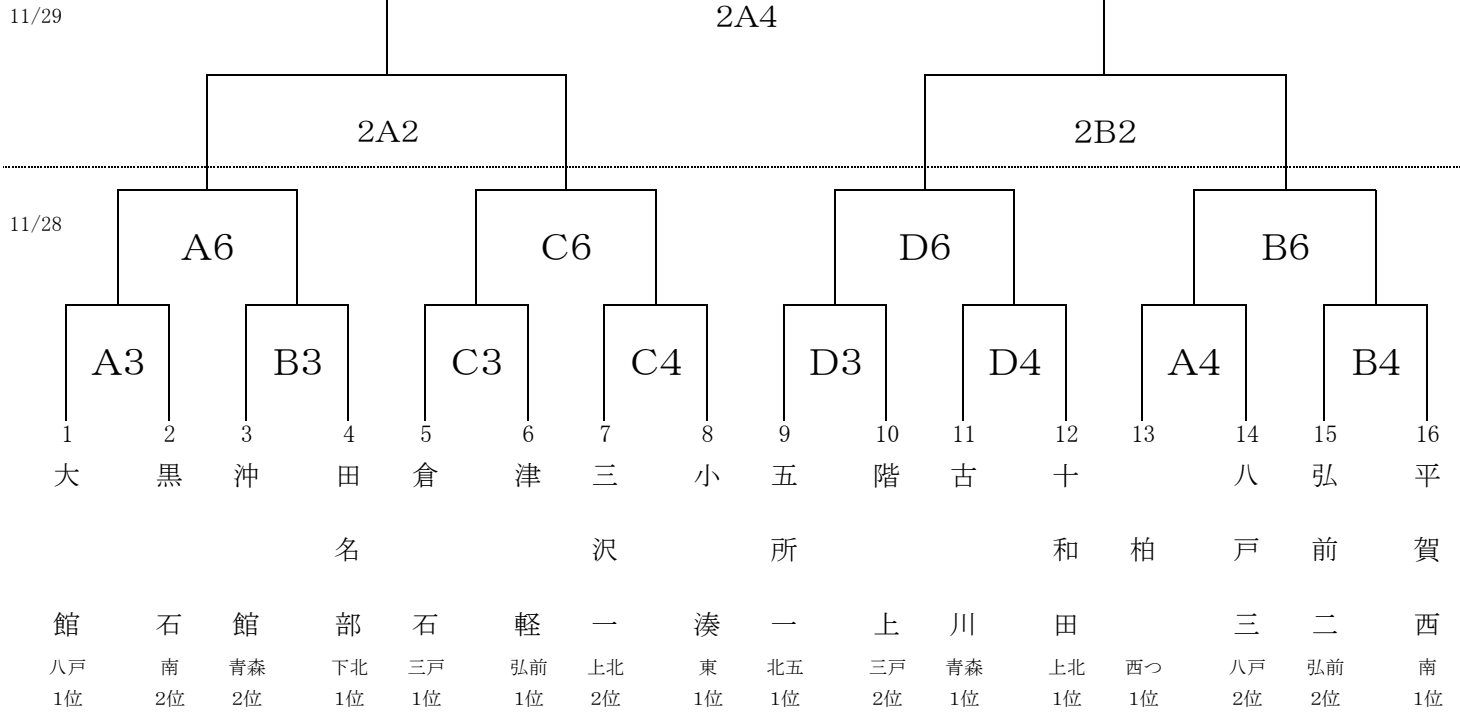 11/29
2A4
2A2
2B2
11/28
A6
C6
D6
B6
A3
B3
C3
C4
D3
D4
A4
B4
1 2 3 4 5 6 7 8 9 10 11 12 13 14 15 16
大館
黒石
沖館
田名部
倉石
津軽
三沢一
小湊
五所一
階上
古川
十和田
柏
八戸三
弘前二
平賀西
八戸 南 青森 下北 三戸 弘前 上北 東 北五 三戸 青森 上北 西つ 八戸 弘前 南
1位 2位 2位 1位 1位 1位 2位 1位 1位 2位 1位 1位 1位 2位 2位 1位